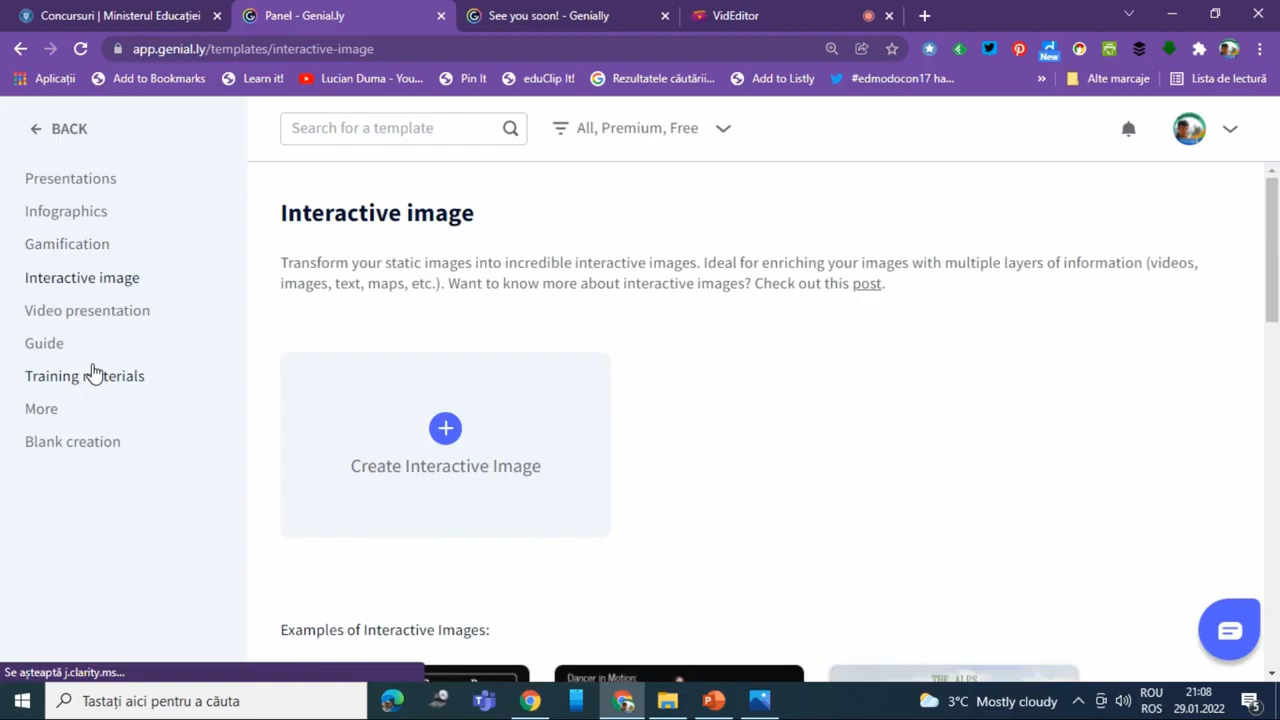 Concursuri | Ministerul Educației
Panel - Genial.ly
See you soon! - Genially
VidEditor
app.genial.ly/templates/interactive-image
New
Aplicații
Add to Bookmarks
Learn it!
Lucian Duma - You...
Pin It
eduClip It!
Rezultatele căutării...
Add to Listly
#edmodocon17 ha...
»
Alte marcaje
Lista de lectură
BACK
Search for a template
All, Premium, Free
Presentations
Infographics
Gamification
Interactive image
Video presentation
Guide
Training materials
More
Blank creation
Interactive image
Transform your static images into incredible interactive images. Ideal for enriching your images with multiple layers of information (videos,
images, text, maps, etc.). Want to know more about interactive images? Check out this post.
Create Interactive Image
Examples of Interactive Images:
Dancer in Motion:
THE ALPS
Se așteaptă j.clarity.ms...
Tastați aici pentru a căuta
3°C Mostly cloudy
ROU
ROS
21:08
29.01.2022
5